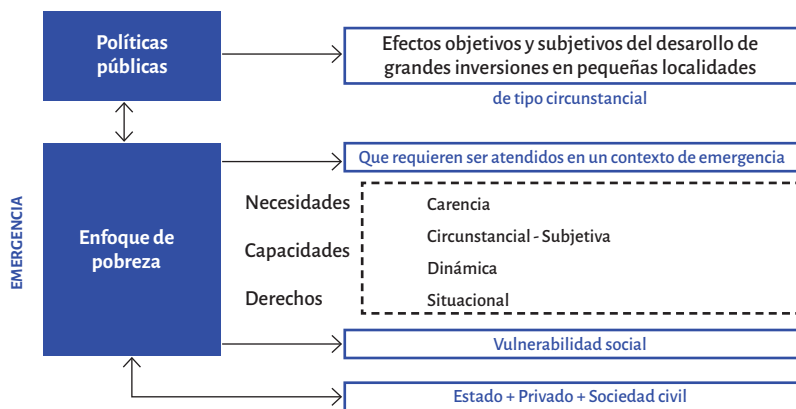 Políticas
públicas
Efectos objetivos y subjetivos del desarollo de
grandes inversiones en pequeñas localidades
de tipo circunstancial
EMERGENCIA
Enfoque de
pobreza
Que requieren ser atendidos en un contexto de emergencia
Necesidades
Capacidades
Derechos
Carencia
Circunstancial - Subjetiva
Dinámica
Situacional
Vulnerabilidad social
Estado + Privado + Sociedad civil